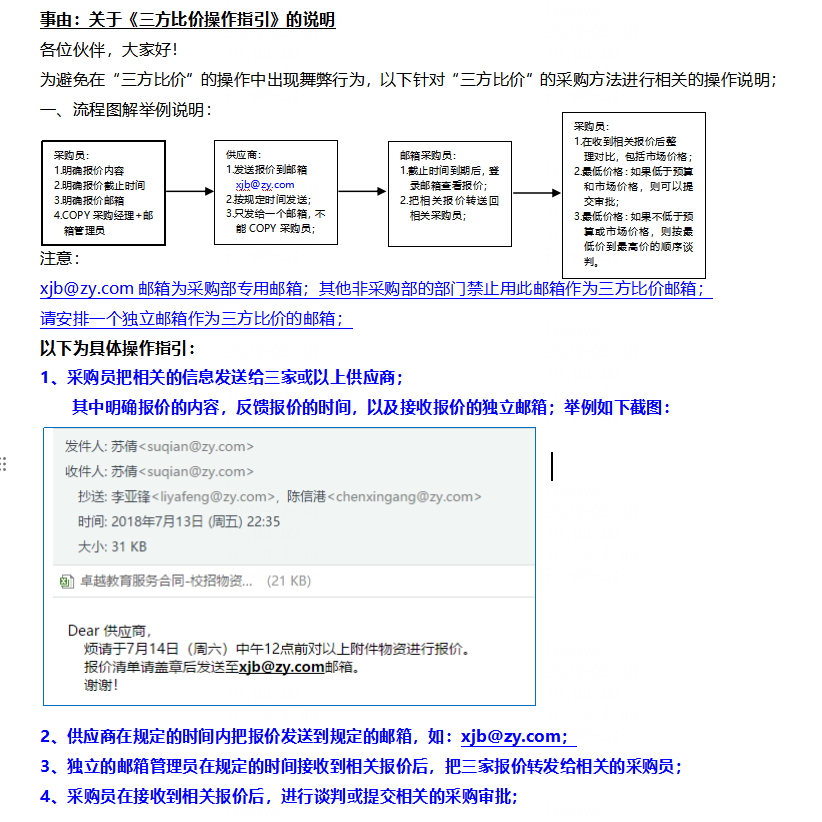 事由：关于《三方比价操作指引》的说明
各位伙伴，大家好！
为避免在“三方比价”的操作中出现舞弊行为，以下针对“三方比价”的采购方法进行相关的操作说明；
一、流程图解举例说明：
采购员：
1.明确报价内容
2.明确报价截止时间
3.明确报价邮箱
4.COPY 采购经理+邮
箱管理员
供应商：
1.发送报价到邮箱
xjb@zy.com
2.按规定时间发送；
3.只发给一个邮箱，不
能 COPY 采购员；
邮箱采购员：
1.截止时间到期后，登
录邮箱查看报价；
2.把相关报价转送回
相关采购员；
采购员：
1.在收到相关报价后整
理对比，包括市场价格；
2.最低价格：如果低于预算
和市场价格，则可以提
交审批；
3.最低价格：如果不低于预
算或市场价格，则按最
低价到最高价的顺序谈
判。
注意：
xjb@zy.com 邮箱为采购部专用邮箱；其他非采购部的部门禁止用此邮箱作为三方比价邮箱；
请安排一个独立邮箱作为三方比价的邮箱；
以下为具体操作指引：
1、采购员把相关的信息发送给三家或以上供应商；
其中明确报价的内容，反馈报价的时间，以及接收报价的独立邮箱；举例如下截图：
发件人: 苏倩<suqian@zy.com>
收件人: 苏倩<suqian@zy.com>
抄送: 李亚锋<liyafeng@zy.com>，陈信港<chenxingang@zy.com>
时间: 2018年7月13日 (周五) 22:35
大小: 31 KB
卓越教育服务合同-校招物资... (21 KB)
Dear 供应商，
烦请于7月14日（周六）中午12点前对以上附件物资进行报价。
报价清单请盖章后发送至xjb@zy.com邮箱。
谢谢！
2、供应商在规定的时间内把报价发送到规定的邮箱，如：xjb@zy.com；
3、独立的邮箱管理员在规定的时间接收到相关报价后，把三家报价转发给相关的采购员；
4、采购员在接收到相关报价后，进行谈判或提交相关的采购审批；